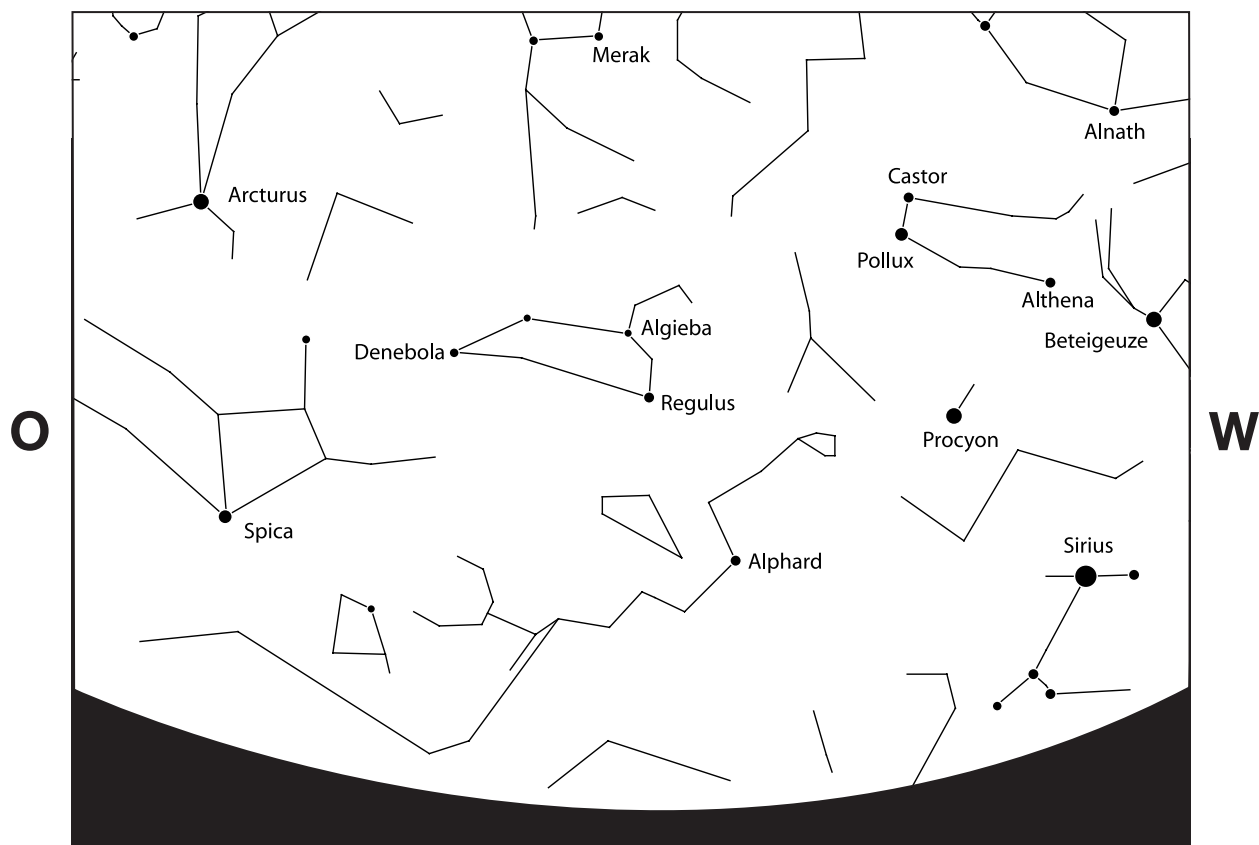 Merak
Alnath
Castor
Arcturus
Pollux
Althena
Algieba
Beteigeuze
Denebola
Regulus
O
W
Procyon
Spica
Sirius
Alphard